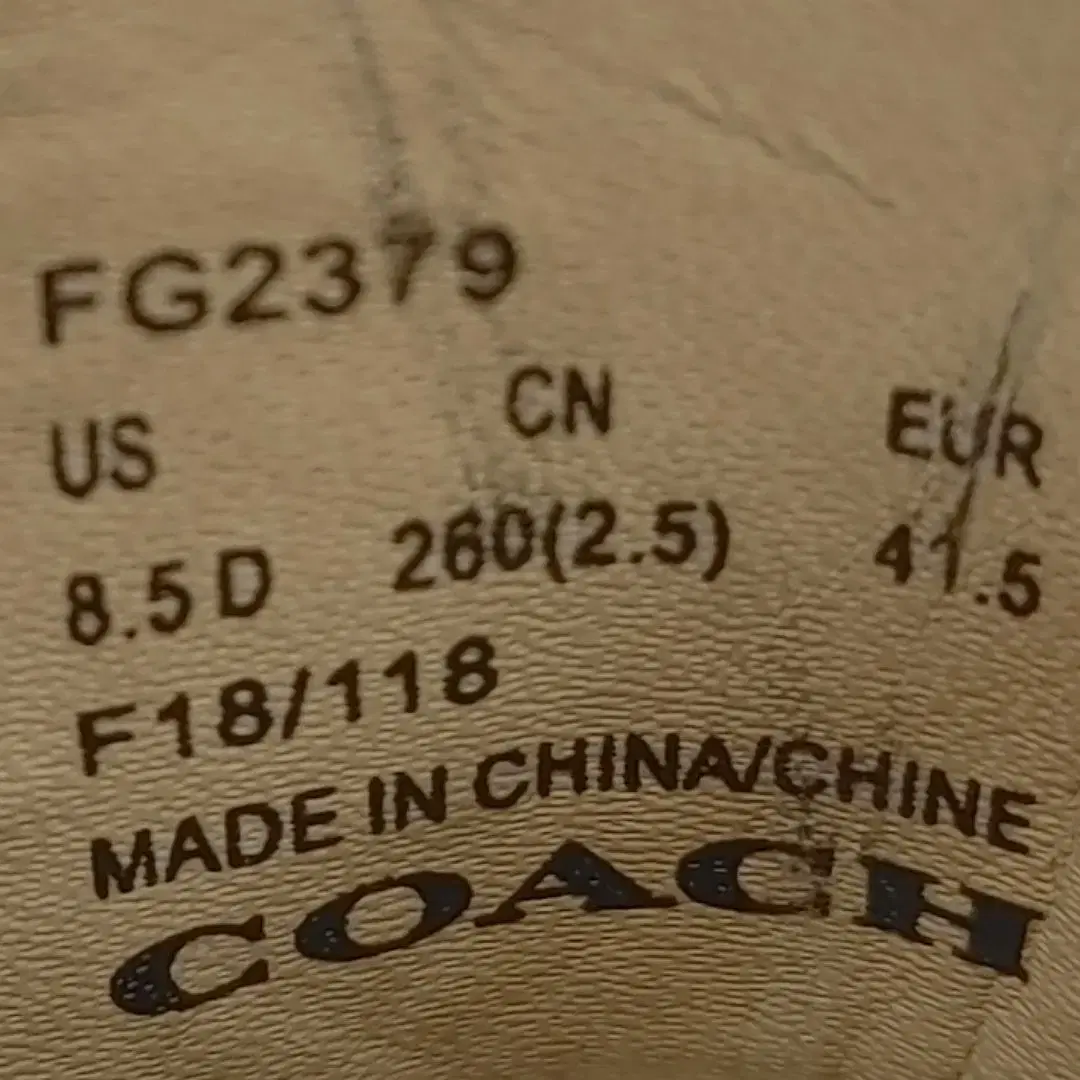 FG2379
US CN EUR
8.5 D 260(2.5) 41.5
F18/118
MADE IN CHINA/CHINE
COACH